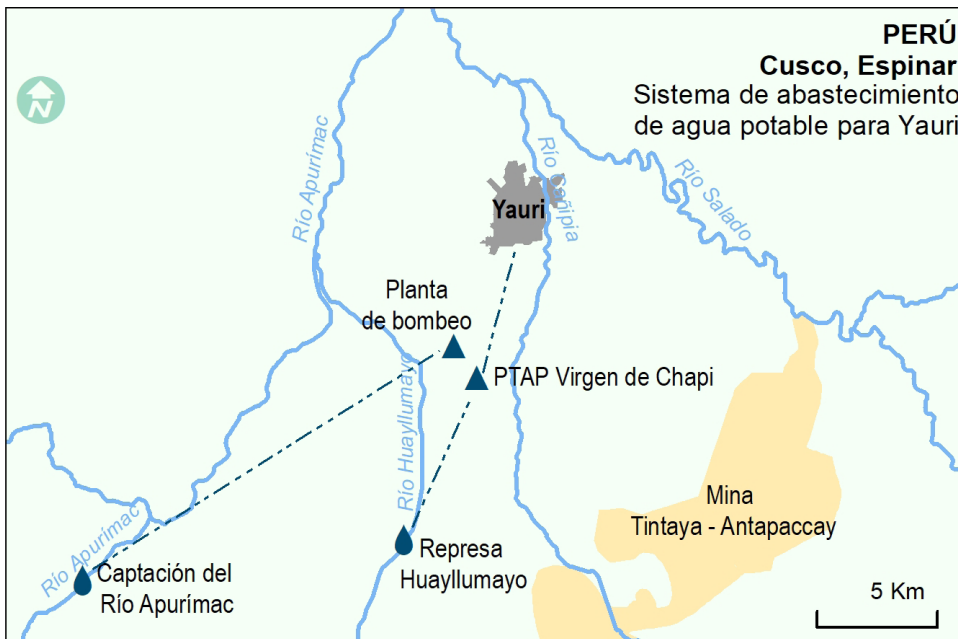 PERÚ
Cusco, Espinar
Sistema de abastecimiento
de agua potable para Yauri
N
Río Apurímac
Río Cañipia
Río Salado
Yauri
Planta
de bombeo
PTAP Virgen de Chapi
Río Huayllumayo
Mina
Tintaya - Antapaccay
Río Apurímac
Captación del
Río Apurímac
Represa
Huayllumayo
5 Km